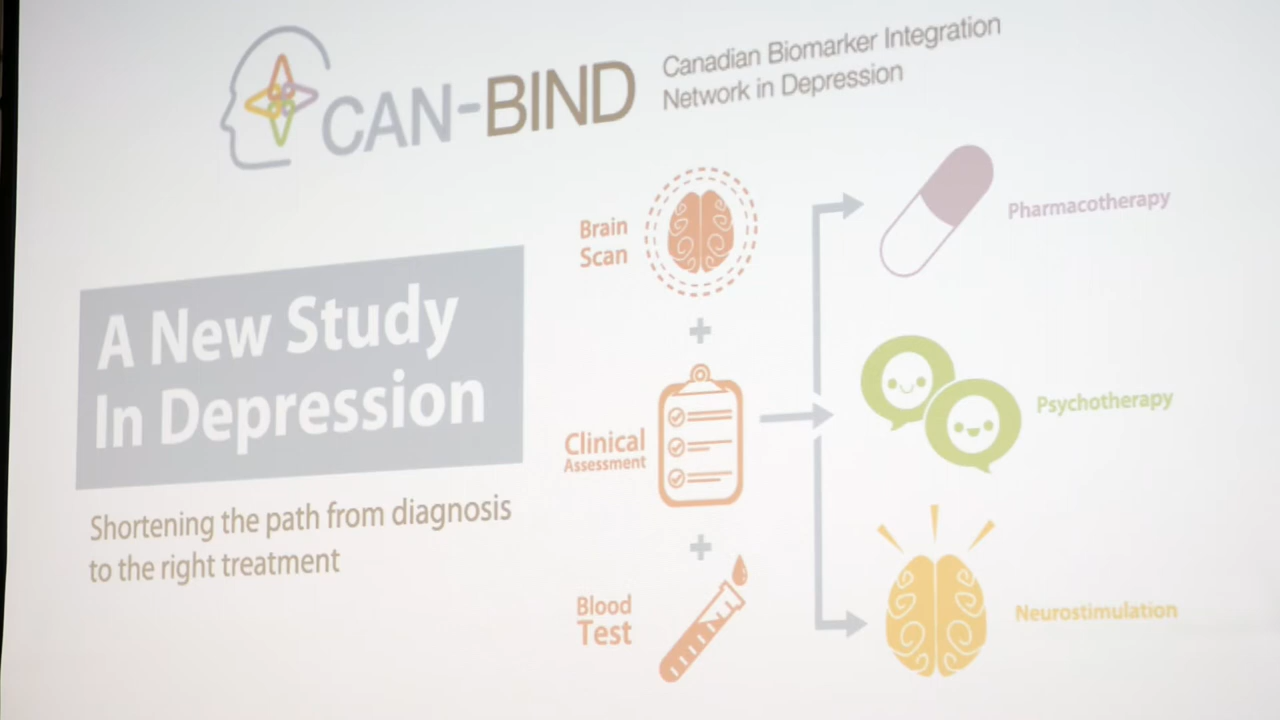 CAN-BIND
Canadian Biomarker Integration
Network in Depression
A New Study
In Depression
Shortening the path from diagnosis
to the right treatment
Brain
Scan
Clinical
Assessment
Blood
Test
Pharmacotherapy
Psychotherapy
Neurostimulation